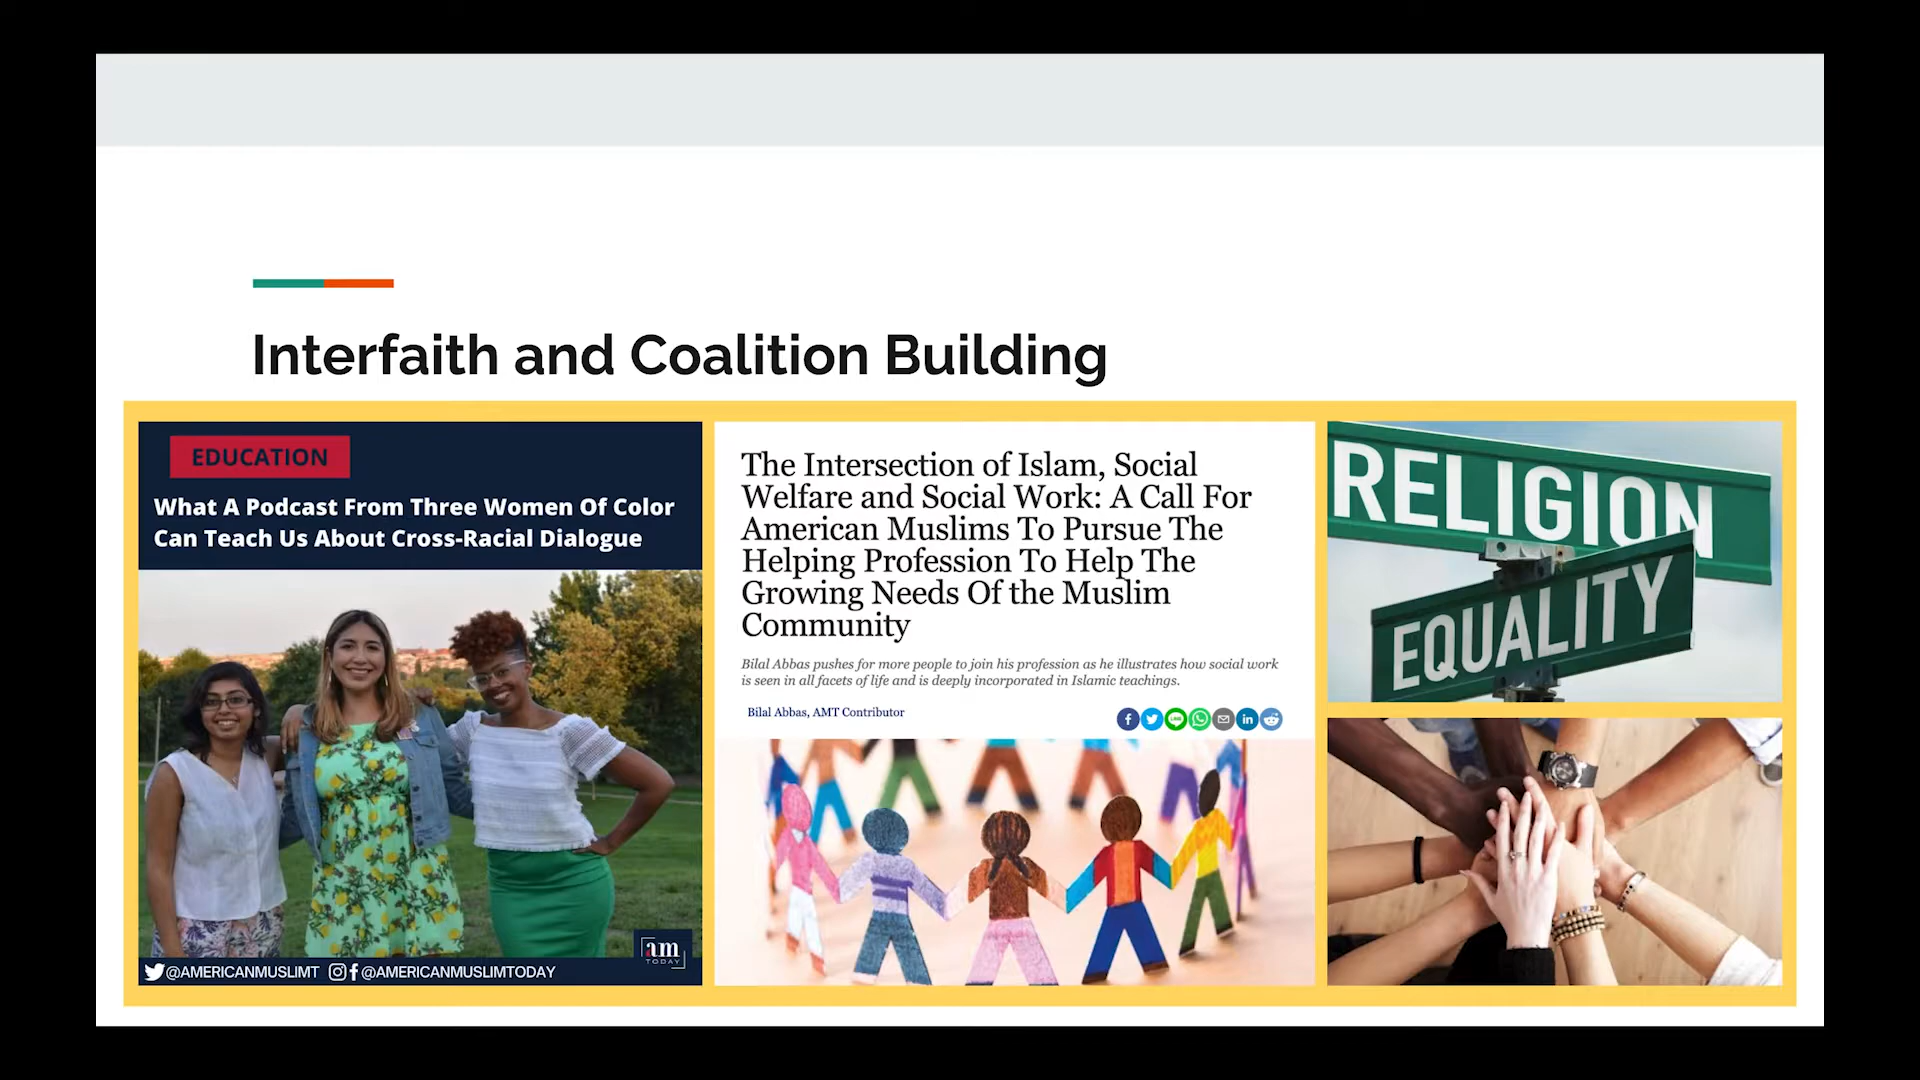 Interfaith and Coalition Building
EDUCATION
What A Podcast From Three Women Of Color
Can Teach Us About Cross-Racial Dialogue
am
TODAY
@AMERICANMUSLIMT @AMERICANMUSLIMTODAY
The Intersection of Islam, Social
Welfare and Social Work: A Call For
American Muslims To Pursue The
Helping Profession To Help The
Growing Needs Of the Muslim
Community
Bilal Abbas pushes for more people to join his profession as he illustrates how social work
is seen in all facets of life and is deeply incorporated in Islamic teachings.
Bilal Abbas, AMT Contributor
RELIGION
EQUALITY